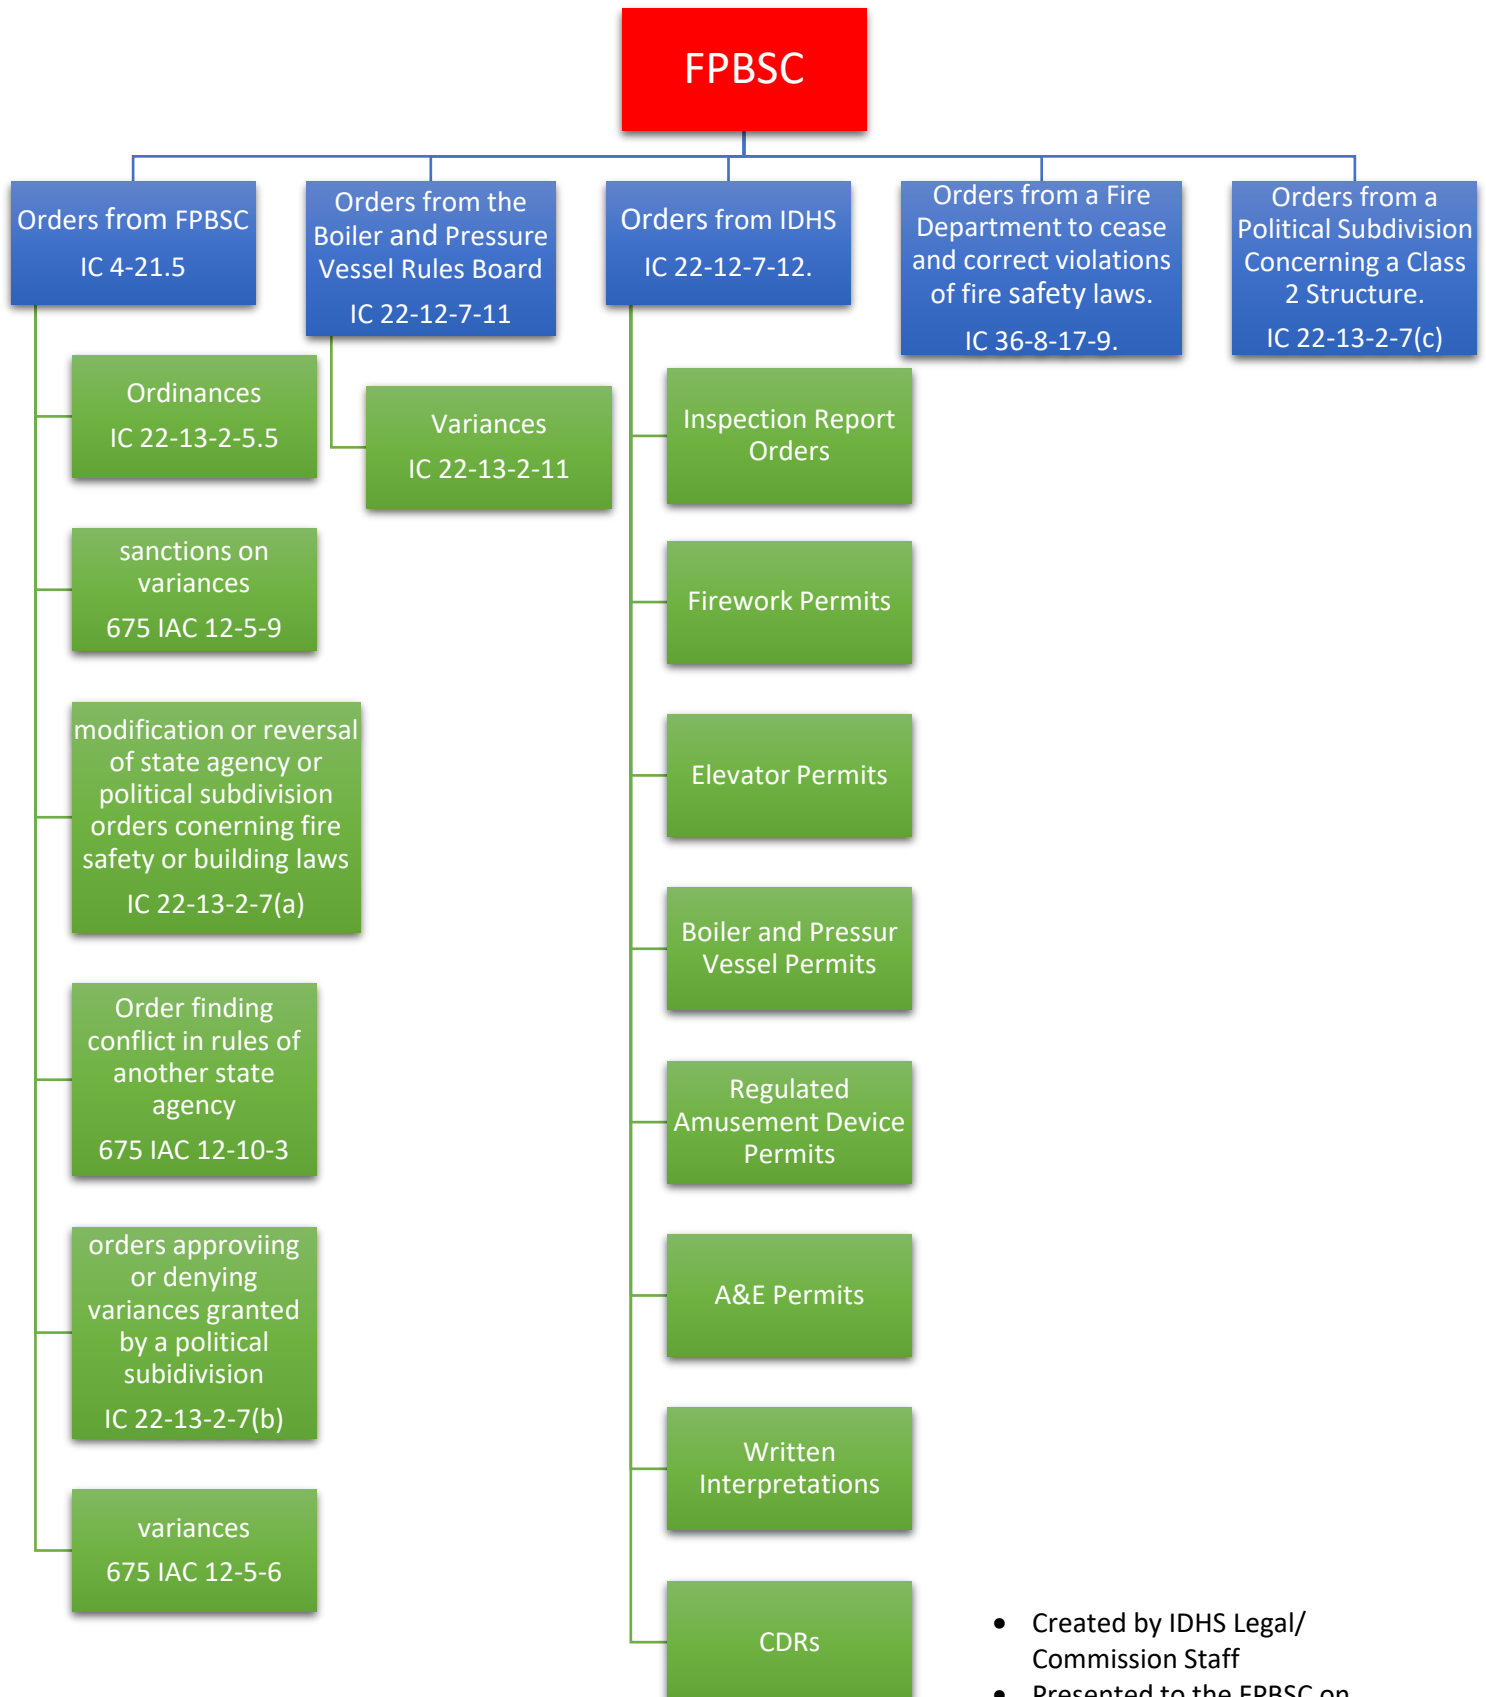 FPBSC
Orders from FPBSC
IC 4-21.5
Ordinances
IC 22-13-2-5.5
sanctions on
variances
675 IAC 12-5-9
modification or reversal
of state agency or
political subdivision
orders conerning fire
safety or building laws
IC 22-13-2-7(a)
Order finding
conflict in rules of
another state
agency
675 IAC 12-10-3
orders approviing
or denying
variances granted
by a political
subidivision
IC 22-13-2-7(b)
variances
675 IAC 12-5-6
Orders from the
Boiler and Pressure
Vessel Rules Board
IC 22-12-7-11
Variances
IC 22-13-2-11
Orders from IDHS
IC 22-12-7-12.
Inspection Report
Orders
Firework Permits
Elevator Permits
Boiler and Pressur
Vessel Permits
Regulated
Amusement Device
Permits
A&E Permits
Written
Interpretations
CDRs
Orders from a Fire
Department to cease
and correct violations
of fire safety laws.
IC 36-8-17-9.
Orders from a
Political Subdivision
Concerning a Class
2 Structure.
IC 22-13-2-7(c)
• Created by IDHS Legal/
Commission Staff
• Presented to the FPBSC on